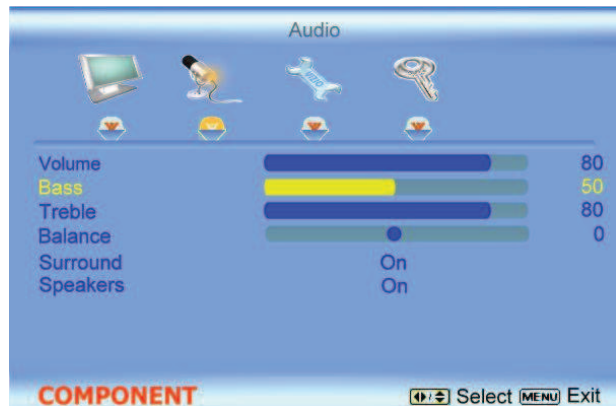 Audio
Volume 80
Bass 50
Treble 80
Balance 0
Surround On
Speakers On
COMPONENT Select MENU Exit